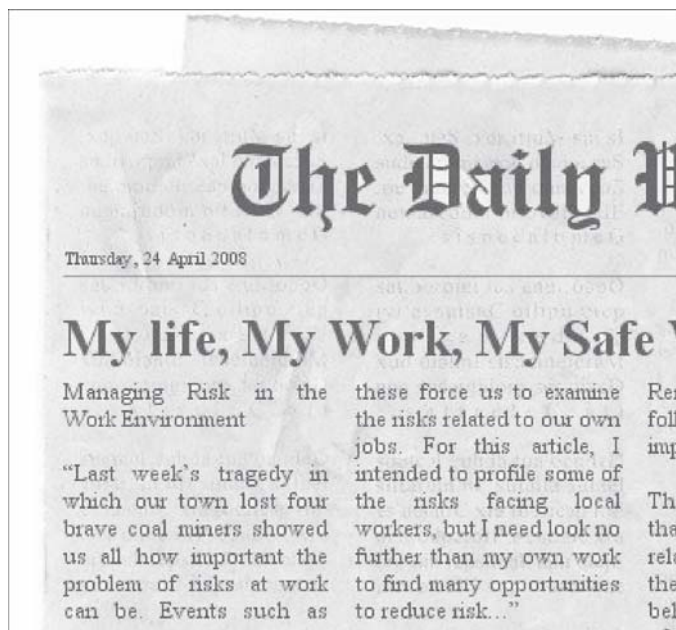 The Daily
Thursday, 24 April 2008
My life, My Work, My Safe
Managing Risk in the
Work Environment
“Last week’s tragedy in
which our town lost four
brave coal miners showed
us all how important the
problem of risks at work
can be. Events such as
these force us to examine
the risks related to our own
jobs. For this article, I
intended to profile some of
the risks facing local
workers, but I need look no
further than my own work
to find many opportunities
to reduce risk...”